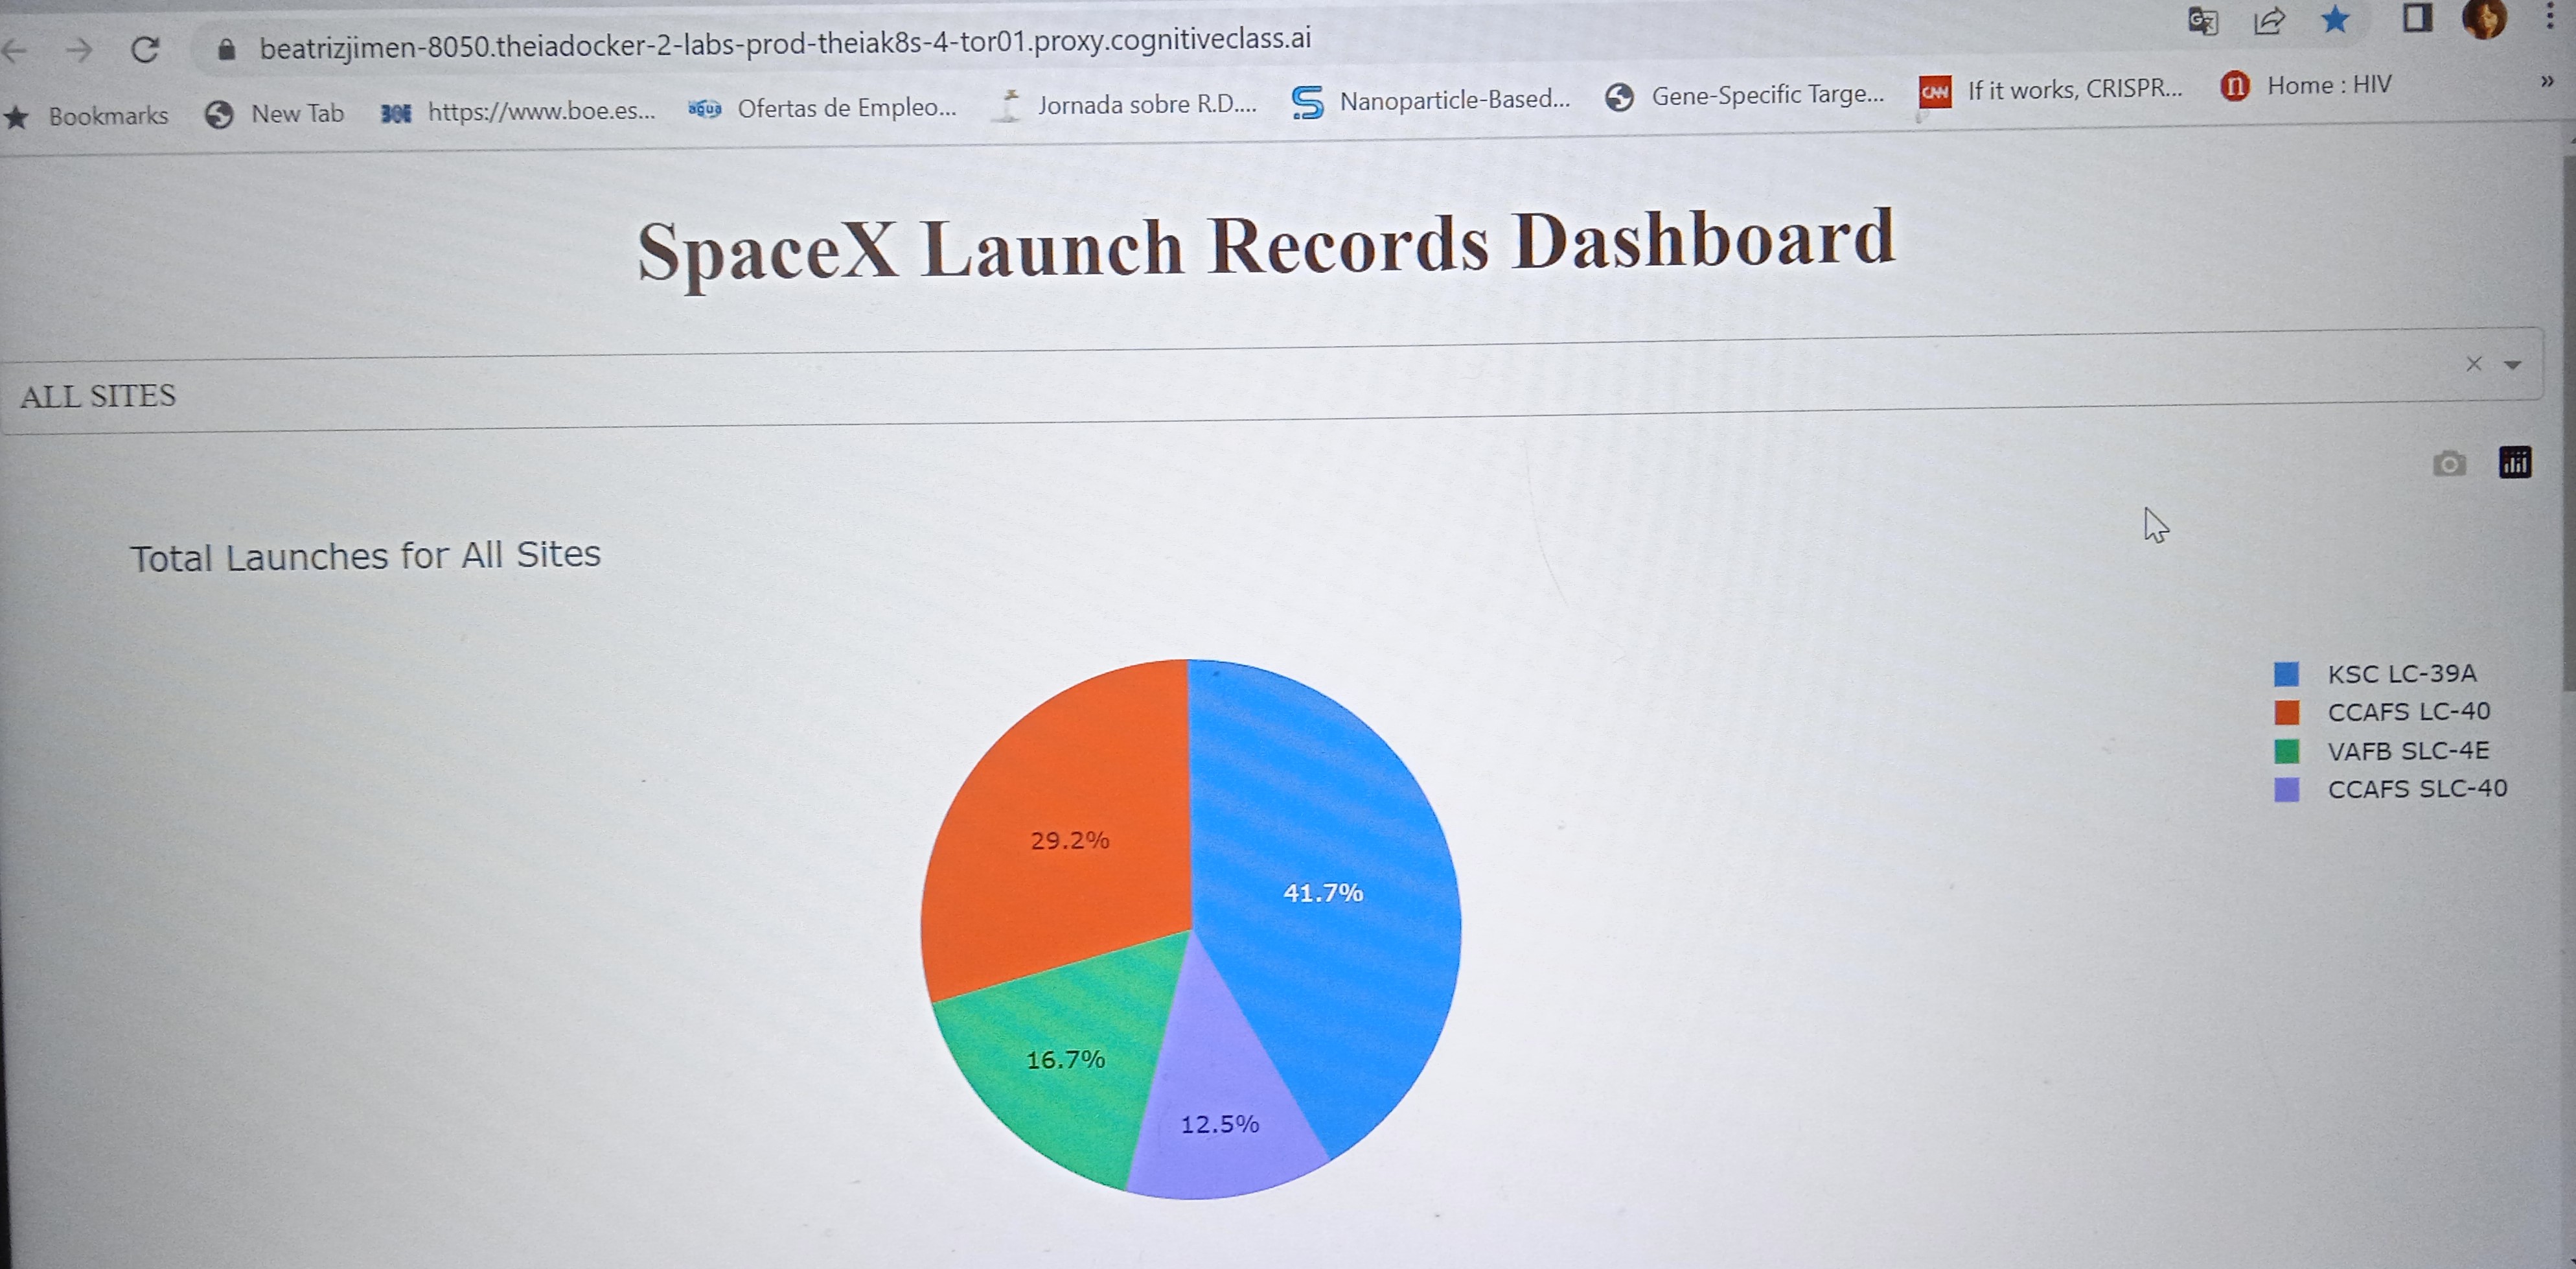 beatrizjimen-8050.theiadocker-2-labs-prod-theiak8s-4-tor01.proxy.cognitiveclass.ai
Bookmarks New Tab BOE https://www.boe.es... agua Ofertas de Empleo... Jornada sobre R.D.... Nanoparticle-Based... Gene-Specific Targe... CNN If it works, CRISPR... n Home : HIV »
SpaceX Launch Records Dashboard
ALL SITES
Total Launches for All Sites
KSC LC-39A
CCAFS LC-40
VAFB SLC-4E
CCAFS SLC-40
29.2%
41.7%
16.7%
12.5%